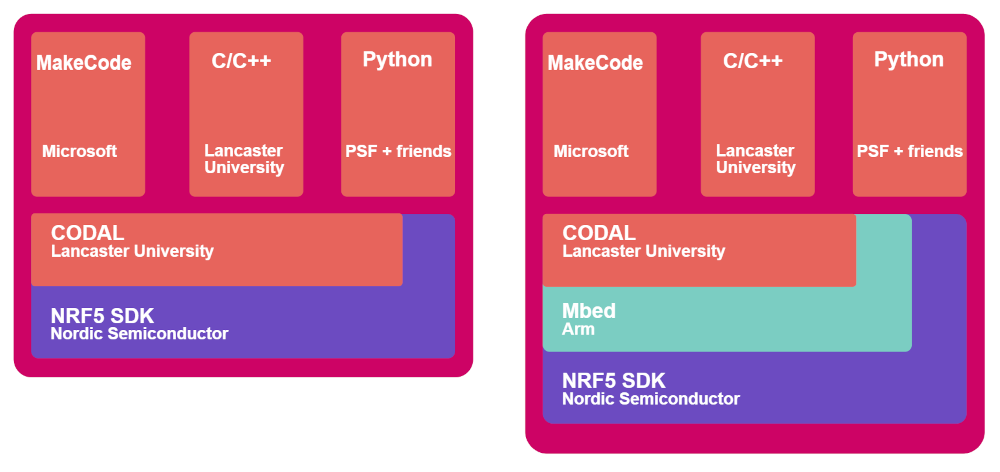 MakeCode
Microsoft
C/C++
Lancaster
University
Python
PSF + friends
CODAL
Lancaster University
NRF5 SDK
Nordic Semiconductor
MakeCode
Microsoft
C/C++
Lancaster
University
Python
PSF + friends
CODAL
Lancaster University
Mbed
Arm
NRF5 SDK
Nordic Semiconductor